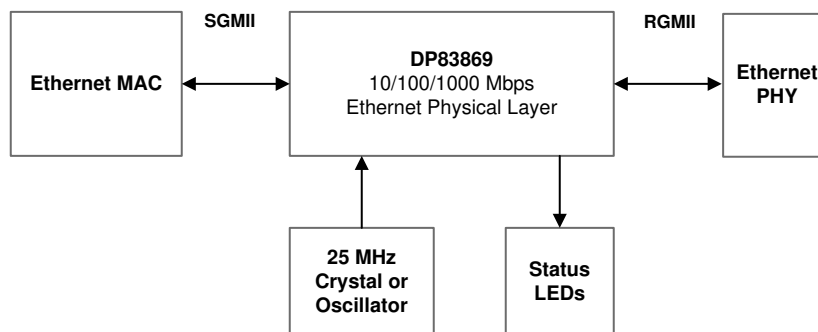 SGMII
RGMII
Ethernet MAC
DP83869
10/100/1000 Mbps
Ethernet Physical Layer
Ethernet
PHY
25 MHz
Crystal or
Oscillator
Status
LEDs